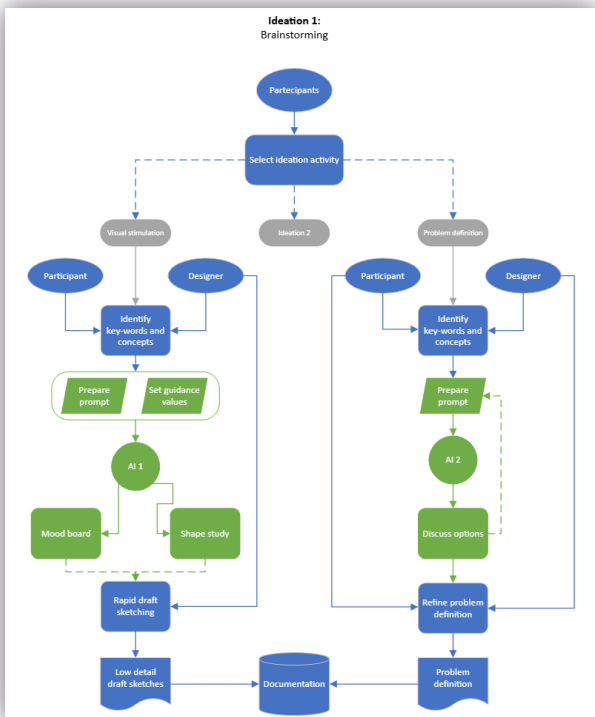 Ideation 1:
Brainstorming
Partecipants
Select ideation activity
Visual stimulation
Ideation 2
Problem definition
Participant
Designer
Participant
Designer
Identify
key-words and
concepts
Identify
key-words and
concepts
Prepare
prompt
Set guidance
values
Prepare
prompt
AI 1
AI 2
Mood board
Shape study
Discuss options
Rapid draft
sketching
Refine problem
definition
Low detail
draft sketches
Documentation
Problem
definition